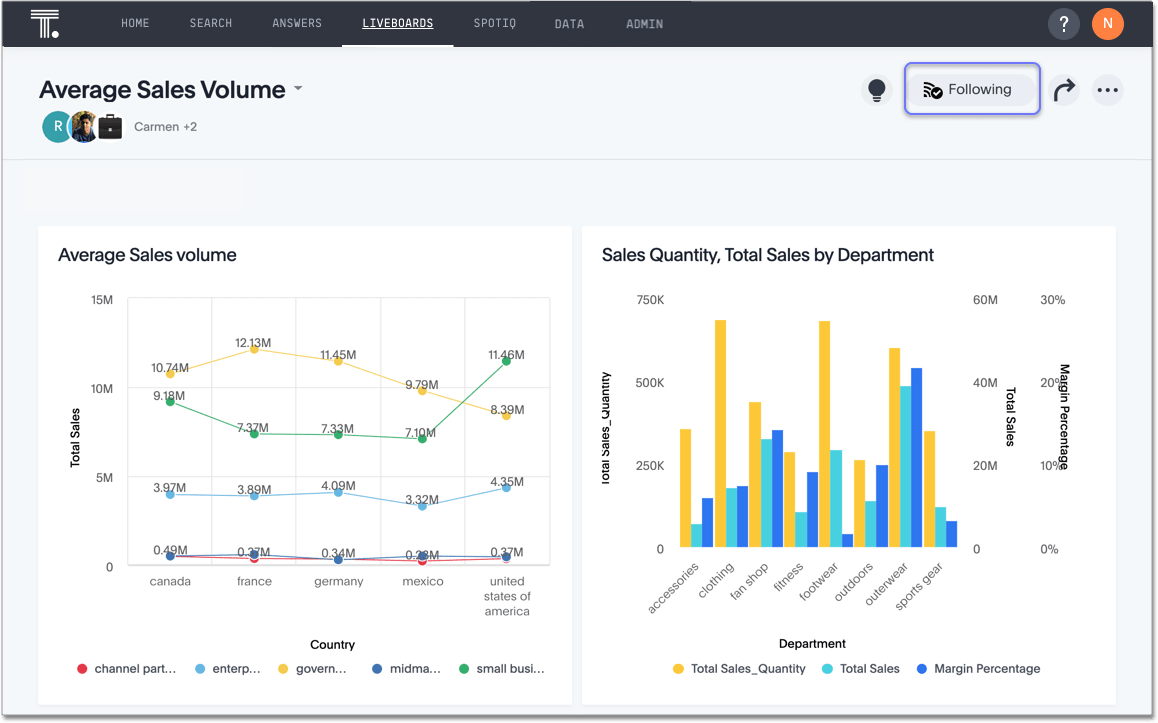 T.
HOME SEARCH ANSWERS LIVEBOARDS SPOTIQ DATA ADMIN ? N
Average Sales Volume
Following
R Carmen +2
Average Sales volume
15M
10M
5M
0
Total Sales
10.74M 12.13M 11.45M 9.79M 8.39M
9.18M 7.37M 7.33M 7.10M 11.46M
3.97M 3.89M 4.09M 3.32M 4.35M
0.49M 0.37M 0.34M 0.37M
canada france germany mexico united
states of
america
Country
channel part... enterp... govern... midma... small busi...
Sales Quantity, Total Sales by Department
750K
500K
250K
0
Total Sales_Quantity
60M
40M
20M
0
Total Sales
30%
20%
10%
0%
Margin Percentage
accessories clothing fan shop fitness footwear outdoors outerwear sports gear
Department
Total Sales_Quantity Total Sales Margin Percentage